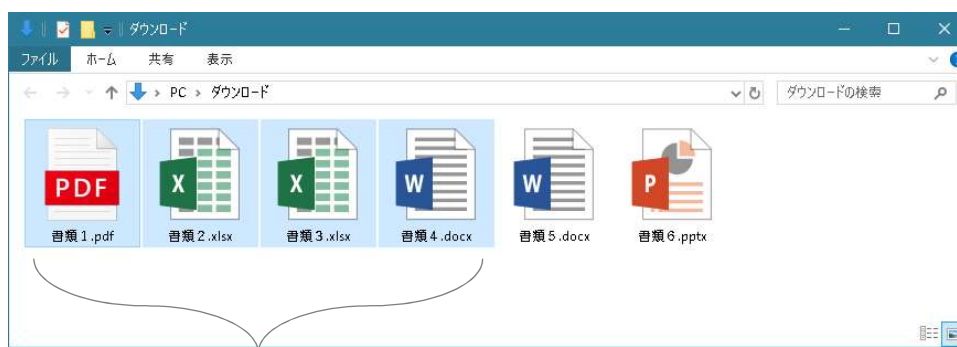 ダウンロード
ファイル ホーム 共有 表示
PC › ダウンロード ダウンロードの検索
PDF X X W W P
書類1.pdf 書類2.xlsx 書類3.xlsx 書類4.docx 書類5.docx 書類6.pptx